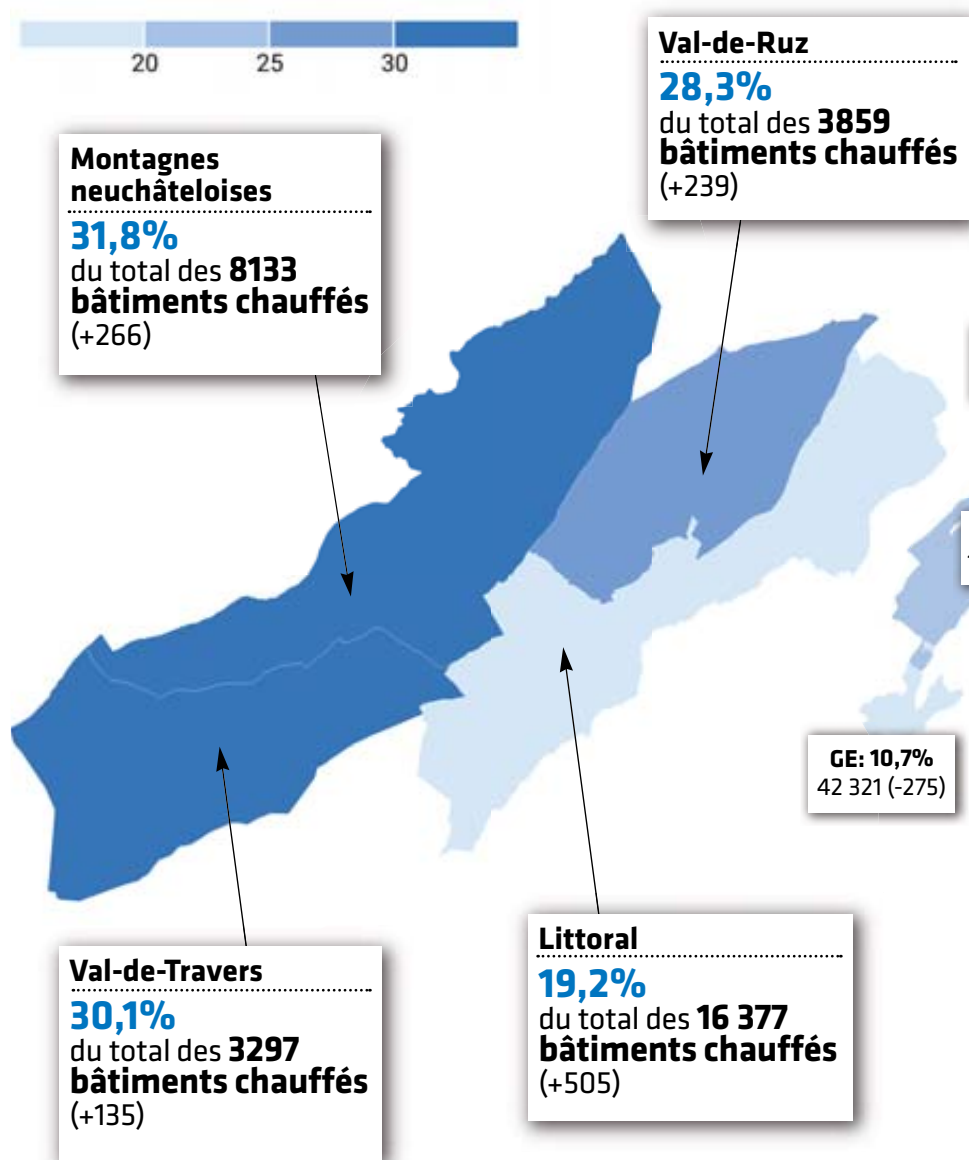 20 25 30
Val-de-Ruz
28,3%
du total des 3859
bâtiments chauffés
(+239)
Montagnes
neuchâteloises
31,8%
du total des 8133
bâtiments chauffés
(+266)
GE: 10,7%
42 321 (-275)
Val-de-Travers
30,1%
du total des 3297
bâtiments chauffés
(+135)
Littoral
19,2%
du total des 16 377
bâtiments chauffés
(+505)